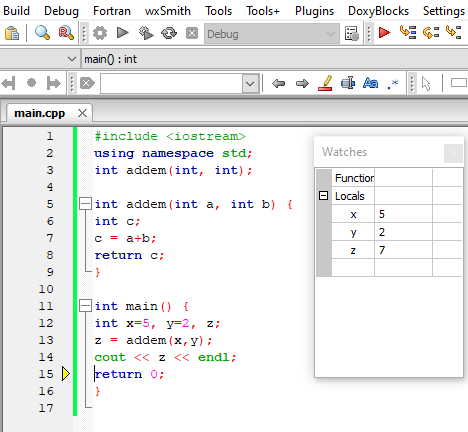 Build Debug Fortran wxSmith Tools Tools+ Plugins DoxyBlocks Settings
Debug
main() : int
main.cpp
1 #include <iostream>
2 using namespace std;
3 int addem(int, int);
4
5 int addem(int a, int b) {
6 int c;
7 c = a+b;
8 return c;
9 }
10
11 int main() {
12 int x=5, y=2, z;
13 z = addem(x,y);
14 cout << z << endl;
15 return 0;
16 }
17
Watches
Function
Locals
x 5
y 2
z 7